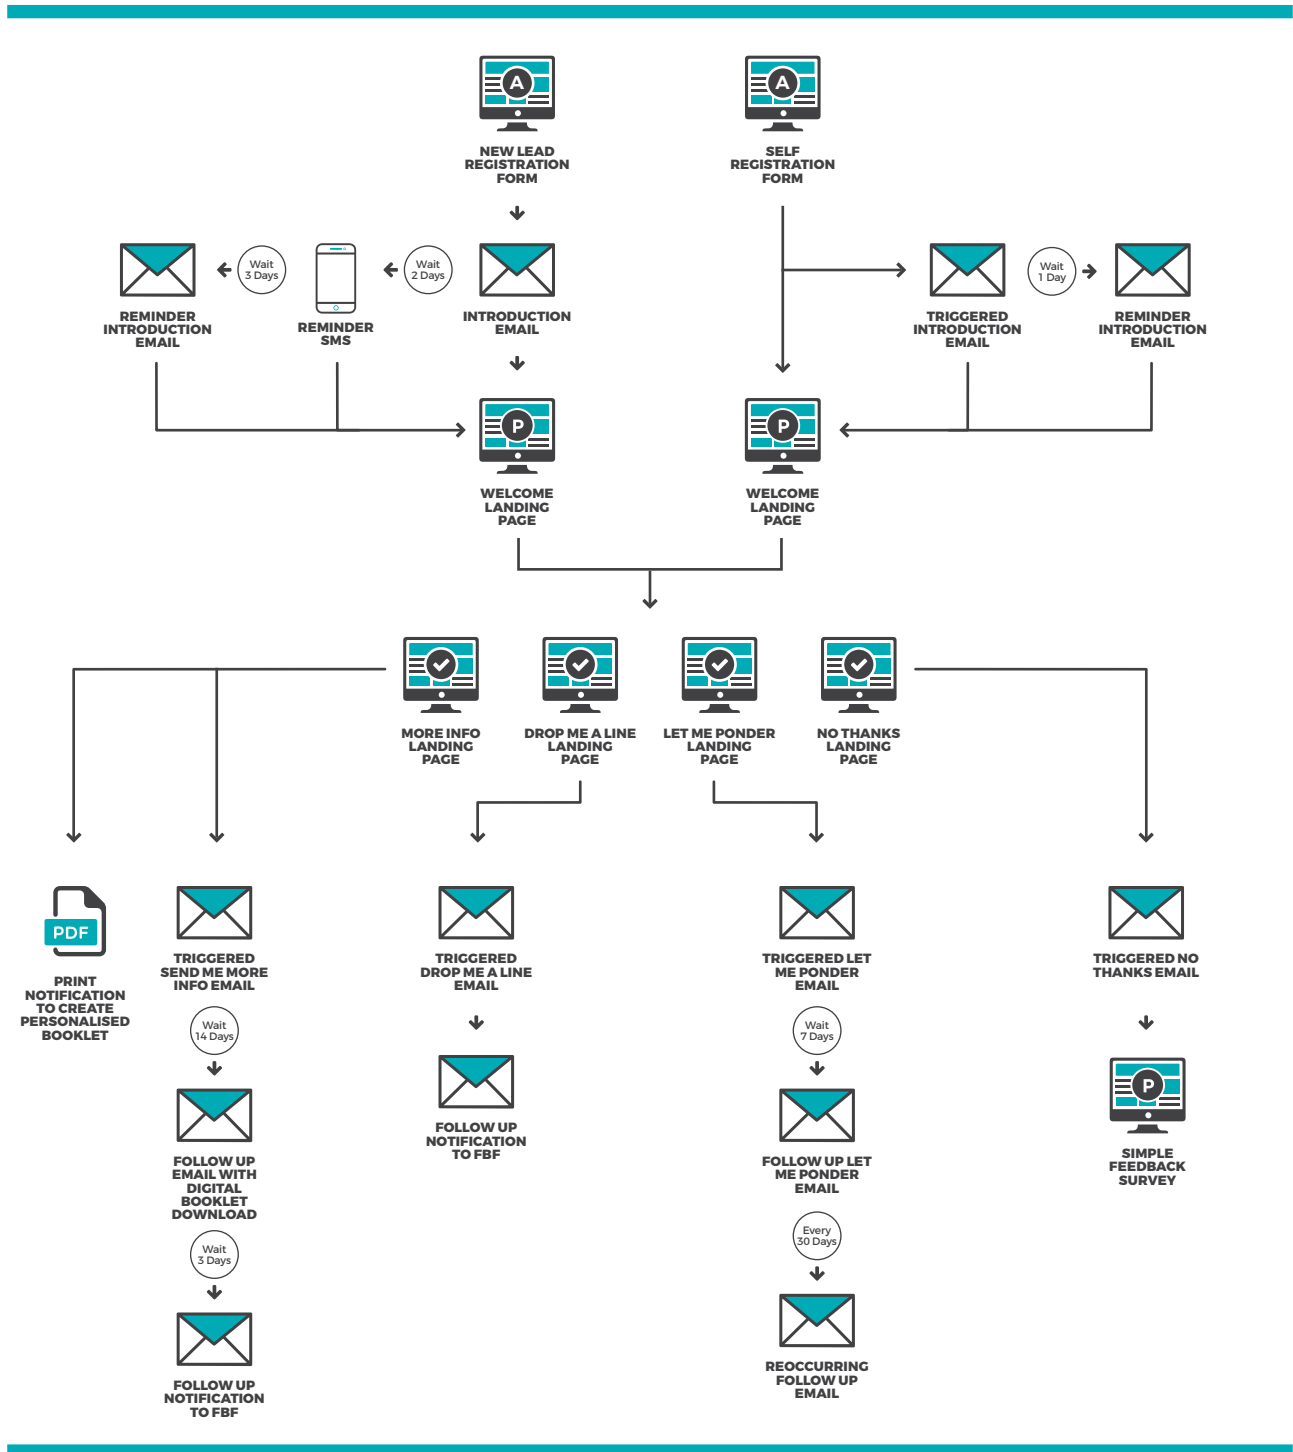 A
A
NEW LEAD
REGISTRATION
FORM
SELF
REGISTRATION
FORM
Wait
3 Days
Wait
2 Days
Wait
1 Day
REMINDER
INTRODUCTION
EMAIL
REMINDER
SMS
INTRODUCTION
EMAIL
TRIGGERED
INTRODUCTION
EMAIL
REMINDER
INTRODUCTION
EMAIL
P
P
WELCOME
LANDING
PAGE
WELCOME
LANDING
PAGE
MORE INFO
LANDING
PAGE
DROP ME A LINE
LANDING
PAGE
LET ME PONDER
LANDING
PAGE
NO THANKS
LANDING
PAGE
PDF
PRINT
NOTIFICATION
TO CREATE
PERSONALISED
BOOKLET
TRIGGERED
SEND ME MORE
INFO EMAIL
Wait
14 Days
FOLLOW UP
EMAIL WITH
DIGITAL
BOOKLET
DOWNLOAD
Wait
3 Days
FOLLOW UP
NOTIFICATION
TO FBF
TRIGGERED
DROP ME A LINE
EMAIL
FOLLOW UP
NOTIFICATION
TO FBF
TRIGGERED LET
ME PONDER
EMAIL
Wait
7 Days
FOLLOW UP LET
ME PONDER
EMAIL
Every
30 Days
REOCCURRING
FOLLOW UP
EMAIL
TRIGGERED NO
THANKS EMAIL
P
SIMPLE
FEEDBACK
SURVEY